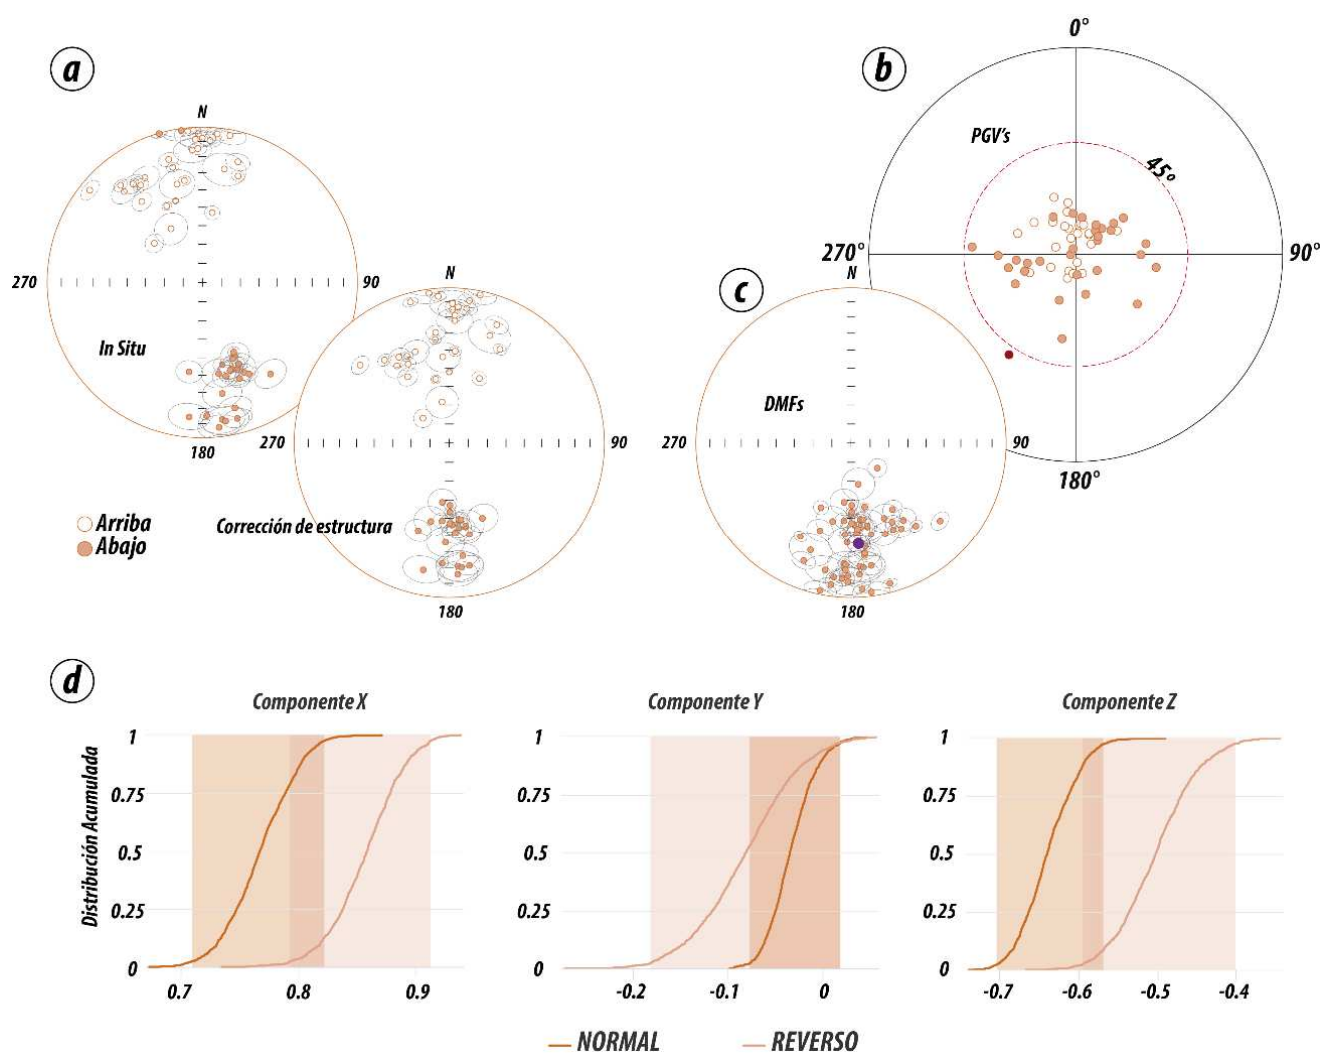 a
N
270
90
In Situ
180
b
0°
PGV's
45°
270°
90°
180°
N
270
90
Corrección de estructura
180
Arriba
Abajo
c
N
DMFs
270
90
180
d
Componente X
Componente Y
Componente Z
Distribución Acumulada
1
0.75
0.5
0.25
0
0.7
0.8
0.9
1
0.75
0.5
0.25
0
-0.2
-0.1
0
1
0.75
0.5
0.25
0
-0.7
-0.6
-0.5
-0.4
NORMAL
REVERSO